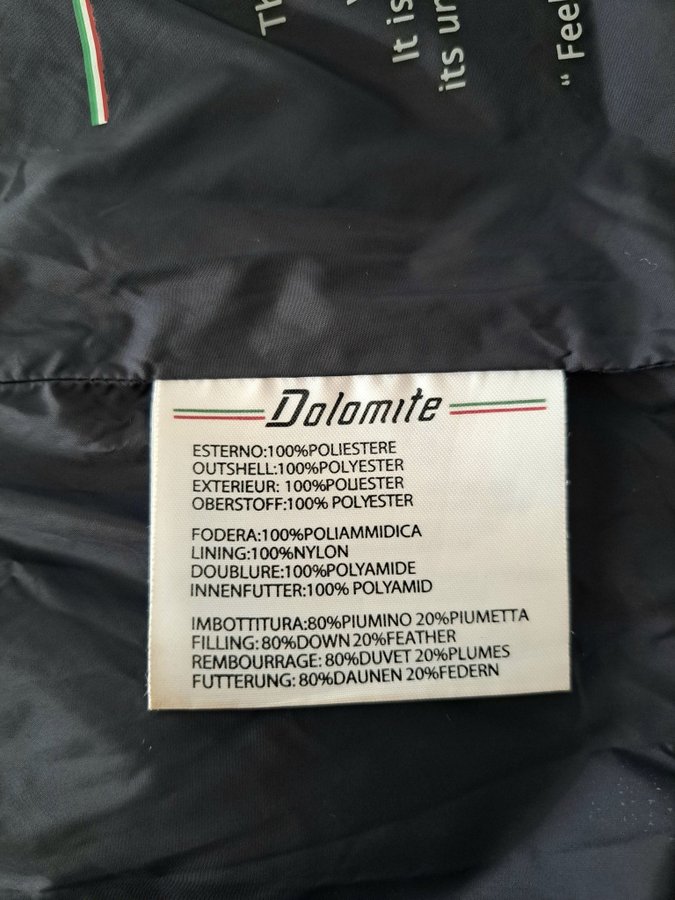 Th
It is
its un
" Feel
Dolomite
ESTERNO:100%POLIESTERE
OUTSHELL:100%POLYESTER
EXTERIEUR: 100%POLIESTER
OBERSTOFF:100% POLYESTER
FODERA:100%POLIAMMIDICA
LINING:100%NYLON
DOUBLURE:100%POLYAMIDE
INNENFUTTER:100% POLYAMID
IMBOTTITURA:80%PIUMINO 20%PIUMETTA
FILLING: 80%DOWN 20%FEATHER
REMBOURRAGE: 80%DUVET 20%PLUMES
FUTTERUNG: 80%DAUNEN 20%FEDERN